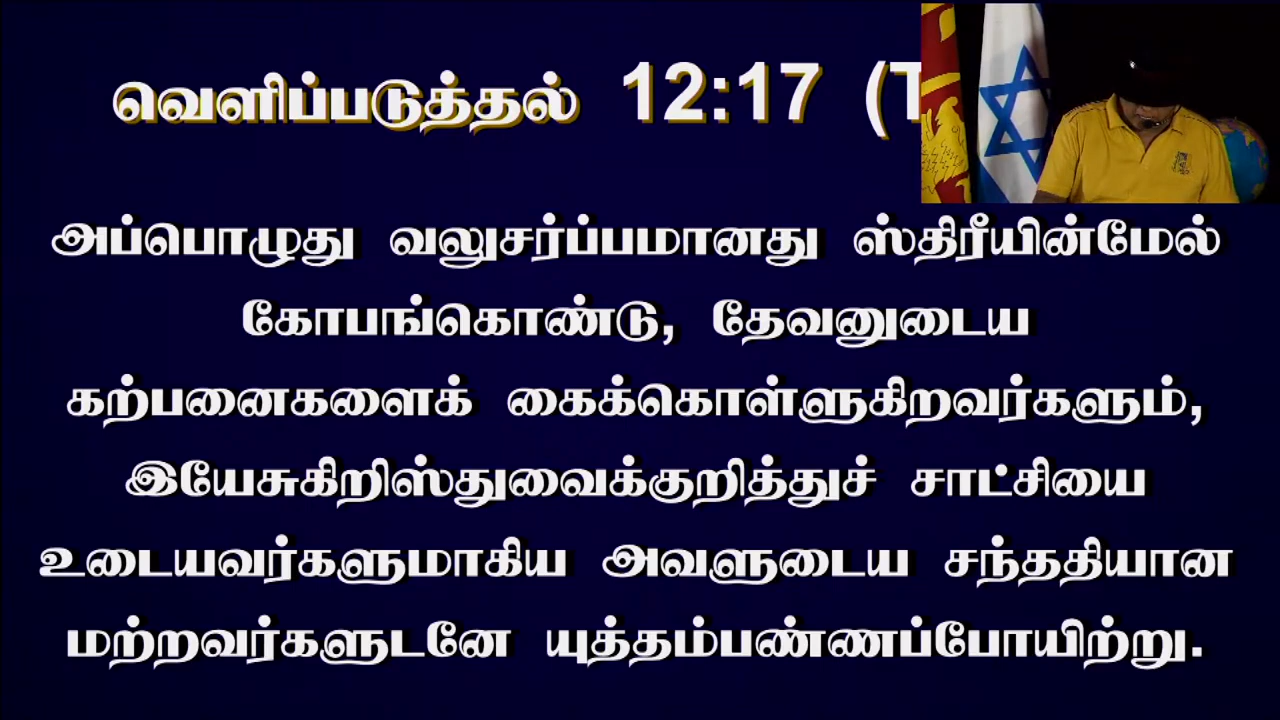 வெளிப்படுத்தல் 12:17 (T
அப்பொழுது வலுசர்ப்பமானது ஸ்திரீயின்மேல்
கோபங்கொண்டு, தேவனுடைய
கற்பனைகளைக் கைக்கொள்ளுகிறவர்களும்,
இயேசுகிறிஸ்துவைக்குறித்துச் சாட்சியை
உடையவர்களுமாகிய அவளுடைய சந்ததியான
மற்றவர்களுடனே யுத்தம்பண்ணப்போயிற்று.